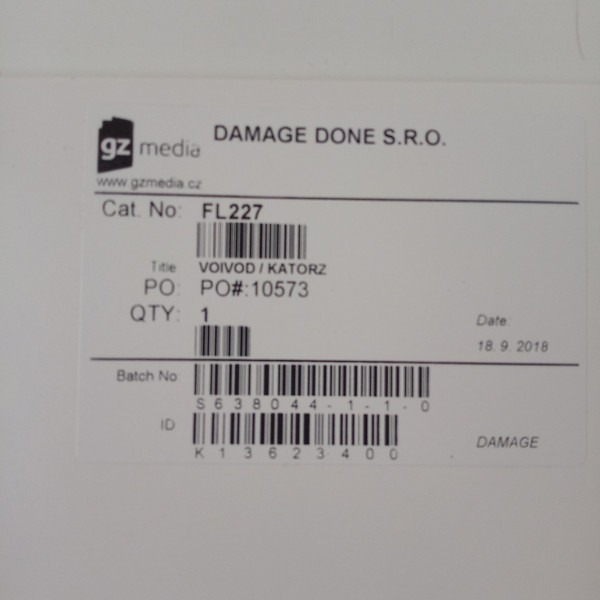 gz media
DAMAGE DONE S.R.O.
www.gzmedia.cz
Cat. No: FL227
Title VOIVOD / KATORZ
PO: PO#:10573
QTY: 1
Date:
18. 9. 2018
Batch No
S638044-1-1-0
ID
K13623400
DAMAGE